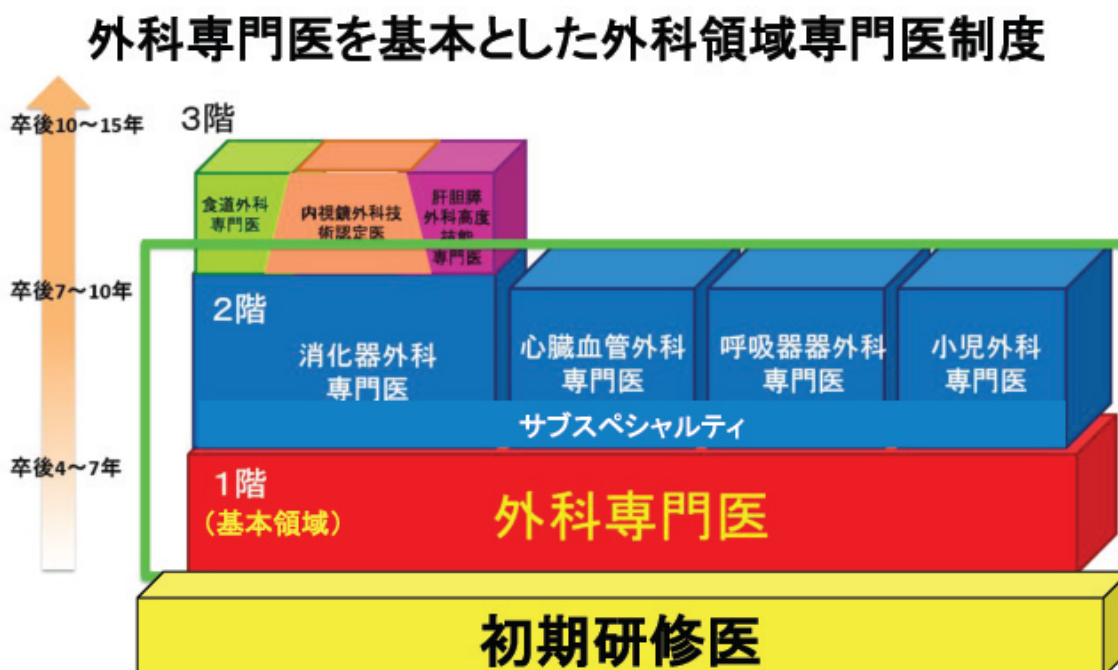 外科専門医を基本とした外科領域専門医制度
卒後10～15年
3階
食道外科
専門医
内視鏡外科技
術認定医
肝胆膵
外科高度
技能
専門医
卒後7～10年
2階
消化器外科
専門医
心臓血管外科
専門医
呼吸器器外科
専門医
小児外科
専門医
サブスペシャルティ
卒後4～7年
1階
（基本領域）
外科専門医
初期研修医